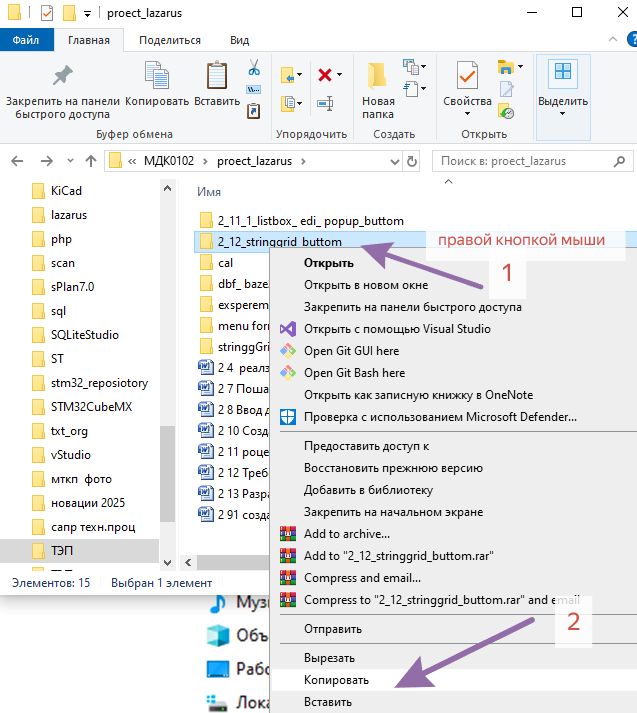 proect_lazarus
Файл
Главная
Поделиться
Вид
Закрепить на панели
быстрого доступа
Копировать
Вставить
Новая
папка
Свойства
Выделить
Буфер обмена
Упорядочить
Создать
Открыть
МДК0102
proect_lazarus
Поиск в: proect_lazarus
KiCad
lazarus
php
scan
sPlan7.0
sql
SQLiteStudio
ST
stm32_reposiotory
STM32CubeMX
txt_org
vStudio
мткп фото
новации 2025
сапр техн.проц
ТЭП
Имя
2_11_1_listbox_ edi_ popup_buttom
2_12_stringgrid_buttom
cal
dbf_ baze
exsperem
menu forn
stringgGri
2 4 реалз
2 7 Поша
2 8 Ввод д
2 10 Созд
2 11 роце
2 12 Треб
2 13 Разра
2 91 созда
правой кнопкой мыши
1
Открыть
Открыть в новом окне
Закрепить на панели быстрого доступа
Открыть с помощью Visual Studio
Open Git GUI here
Open Git Bash here
Открыть как записную книжку в OneNote
Проверка с использованием Microsoft Defender...
Предоставить доступ к
Восстановить прежнюю версию
Добавить в библиотеку
Закрепить на начальном экране
Add to archive...
Add to "2_12_stringgrid_buttom.rar"
Compress and email...
Compress to "2_12_stringgrid_buttom.rar" and email
Отправить
2
Вырезать
Копировать
Вставить
Элементов: 15
Выбран 1 элемент
Музы
Объ
Рабо
Лока